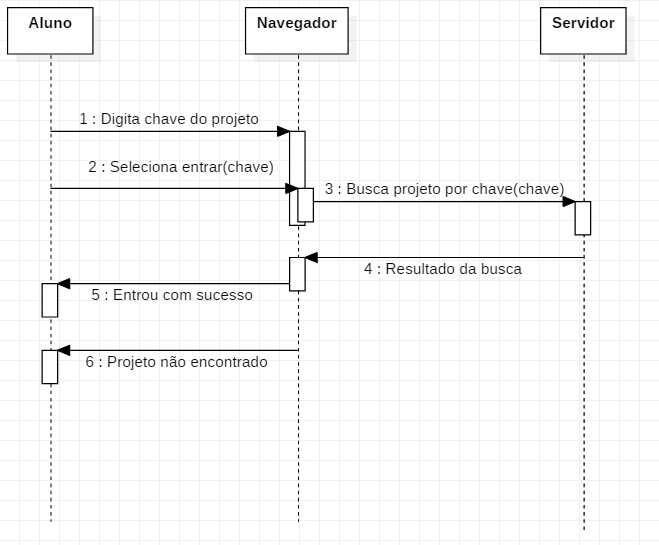 Aluno
Navegador
Servidor
1 : Digita chave do projeto
2 : Seleciona entrar(chave)
3 : Busca projeto por chave(chave)
4 : Resultado da busca
5 : Entrou com sucesso
6 : Projeto não encontrado